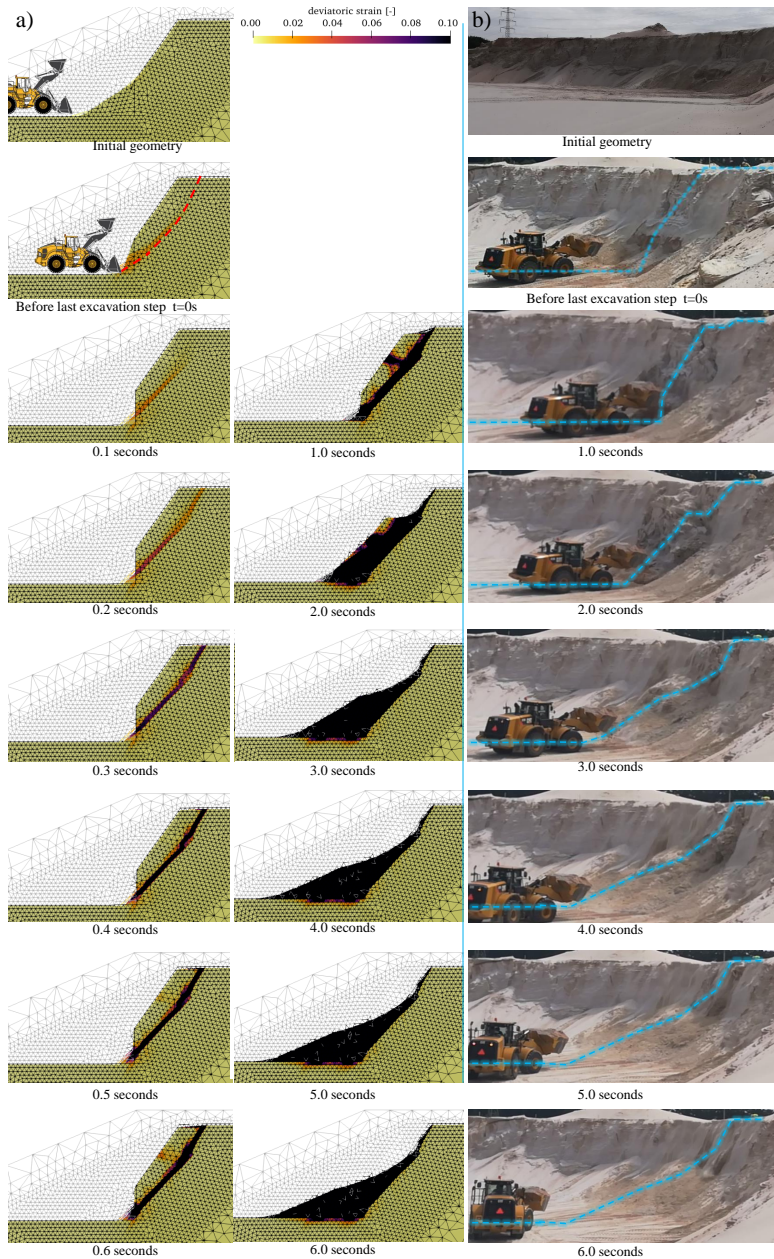 a)
deviatoric strain [-]
0.00 0.02 0.04 0.06 0.08 0.10
b)
Initial geometry
Initial geometry
Before last excavation step t=0s
Before last excavation step t=0s
0.1 seconds
1.0 seconds
1.0 seconds
0.2 seconds
2.0 seconds
2.0 seconds
0.3 seconds
3.0 seconds
3.0 seconds
0.4 seconds
4.0 seconds
4.0 seconds
0.5 seconds
5.0 seconds
5.0 seconds
0.6 seconds
6.0 seconds
6.0 seconds